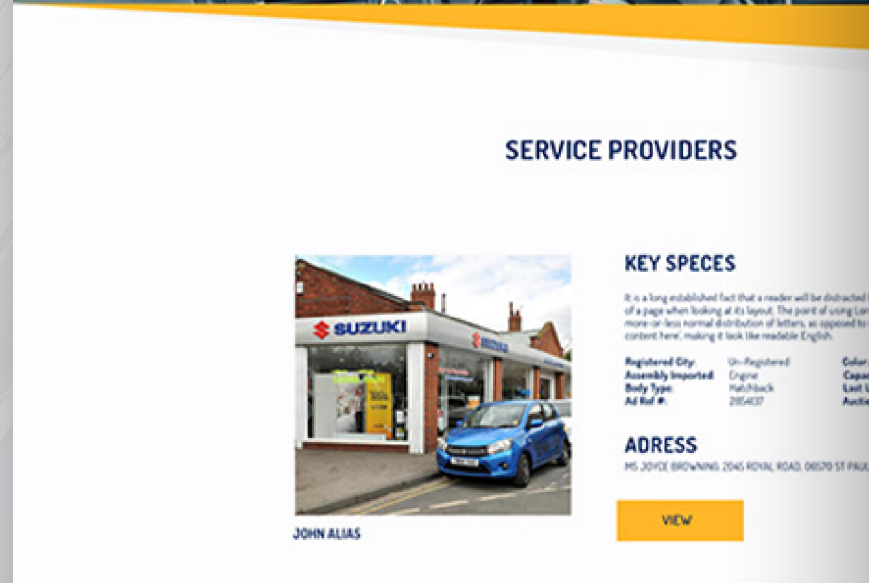 SERVICE PROVIDERS
SUZUKI
SUZUKI
JOHN ALIAS
KEY SPECES
It is a long established fact that a reader will be distracted
of a page when looking at its layout. The point of using
more-or-less normal distribution of letters, as opposed to
content here', making it look like readable English.
Registered City: Un-Registered Color:
Assembly Imported Engine
Body Type: Hatchback
Ad Ref #: 2854137
ADRESS
MS JOYCE BROWNING, 2045 ROYAL ROAD, 06570 ST PAUL
VIEW